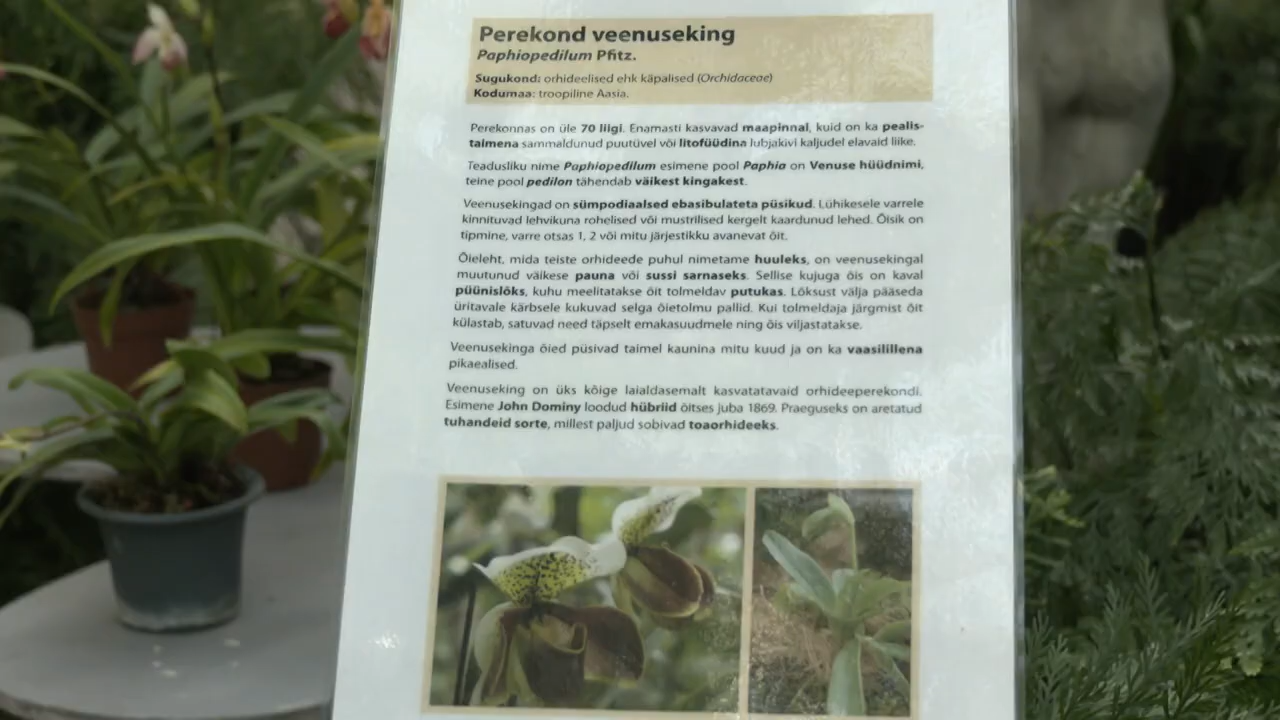 Perekond veenuseking
Paphiopedilum Pfitz.
Sugukond: orhideelised ehk käpalised (Orchidaceae)
Kodumaa: troopiline Aasia.
Perekonnas on üle 70 liigi. Enamasti kasvavad maapinnal, kuid on ka pealis-
taimena sammaldunud puutüvel või litofüüdina lubjakivi kaljudel elavaid liike.
Teadusliku nime Paphiopedilum esimene pool Paphia on Venuse hüüdnimi,
teine pool pedilon tähendab väikest kingakest.
Veenusekingad on sümpodiaalsed ebasibulateta püsikud. Lühikesele varrele
kinnituvad lehvikuna rohelised või mustrilised kergelt kaardunud lehed. Õisik on
tipmine, varre otsas 1, 2 või mitu järjestikku avanevat õit.
Õieleht, mida teiste orhideede puhul nimetame huuleks, on veenusekingal
muutunud väikese pauna või sussi sarnaseks. Sellise kujuga õis on kaval
püünislõks, kuhu meelitatakse õit tolmeldav putukas. Lõksust välja pääseda
üritavale kärbsele kukuvad selga õietolmu pallid. Kui tolmeldaja järgmist õit
külastab, satuvad need täpselt emakasuudmele ning õis viljastatakse.
Veenusekinga õied püsivad taimel kaunina mitu kuud ja on ka vaasilillena
pikaealised.
Veenuseking on üks kõige laialdasemalt kasvatatavaid orhideeperekondi.
Esimene John Dominy loodud hübriid õitses juba 1869. Praeguseks on aretatud
tuhandeid sorte, millest paljud sobivad toaorhideeks.